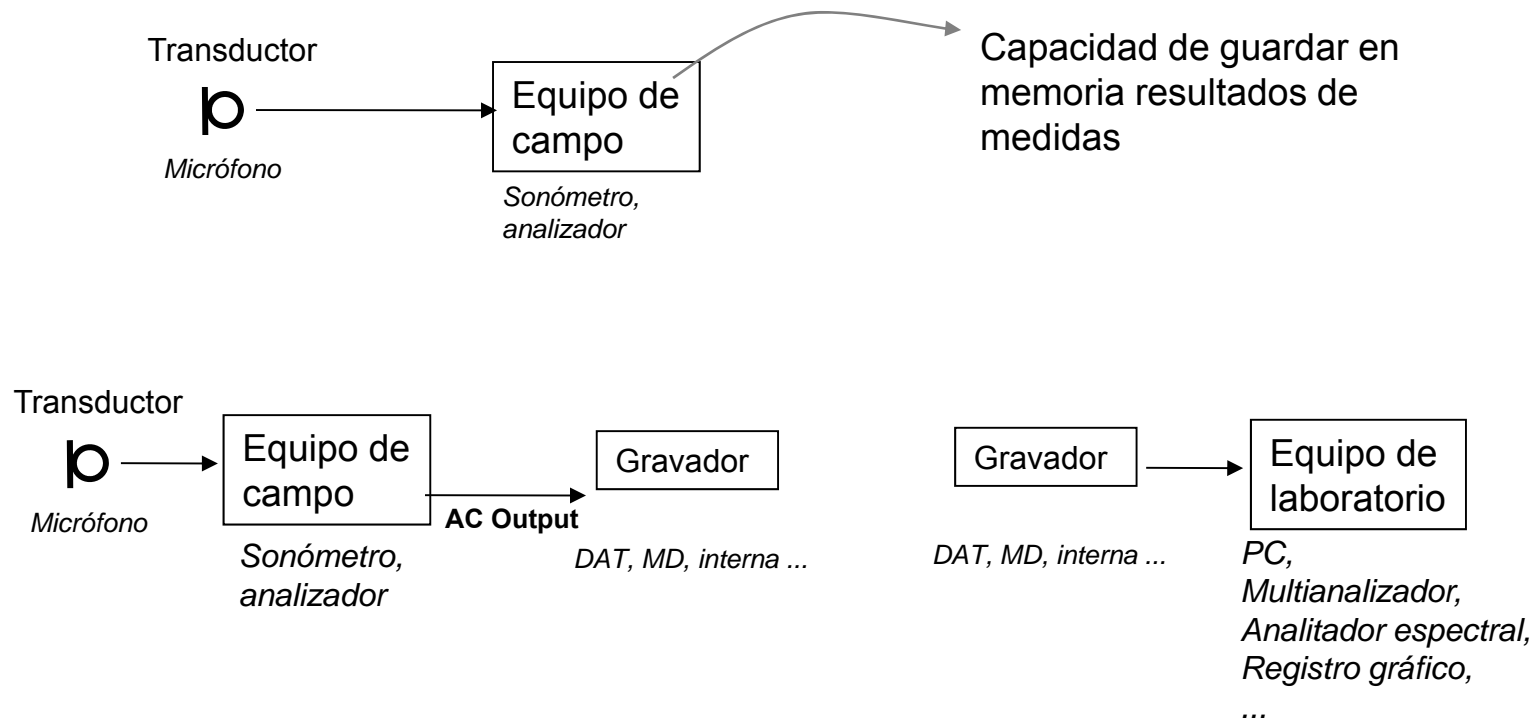 Transductor
Micrófono
Equipo de
campo
Sonómetro,
analizador
Capacidad de guardar en
memoria resultados de
medidas
Transductor
Micrófono
Equipo de
campo
Sonómetro,
analizador
AC Output
Gravador
DAT, MD, interna ...
Gravador
DAT, MD, interna ...
Equipo de
laboratorio
PC,
Multianalizador,
Analitador espectral,
Registro gráfico,
...